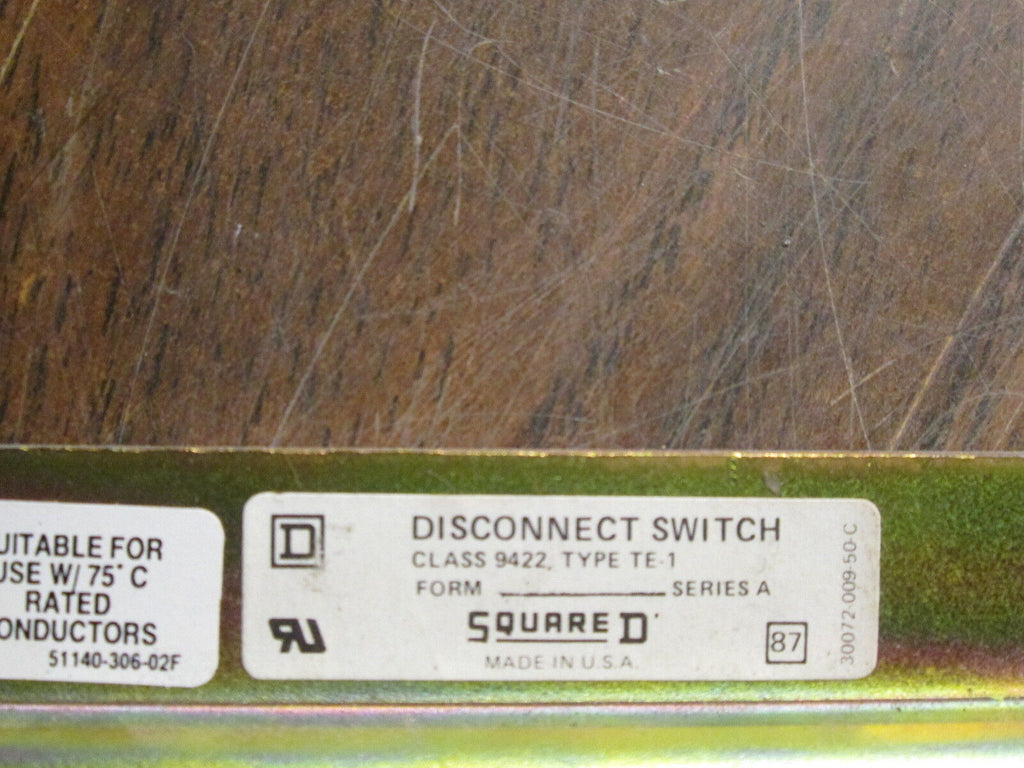 UITABLE FOR
USE W/ 75° C
RATED
ONDUCTORS
51140-306-02F
D
DISCONNECT SWITCH
CLASS 9422, TYPE TE-1
FORM __________ SERIES A
SQUARE D
MADE IN U.S.A.
87
30072-009-50-C